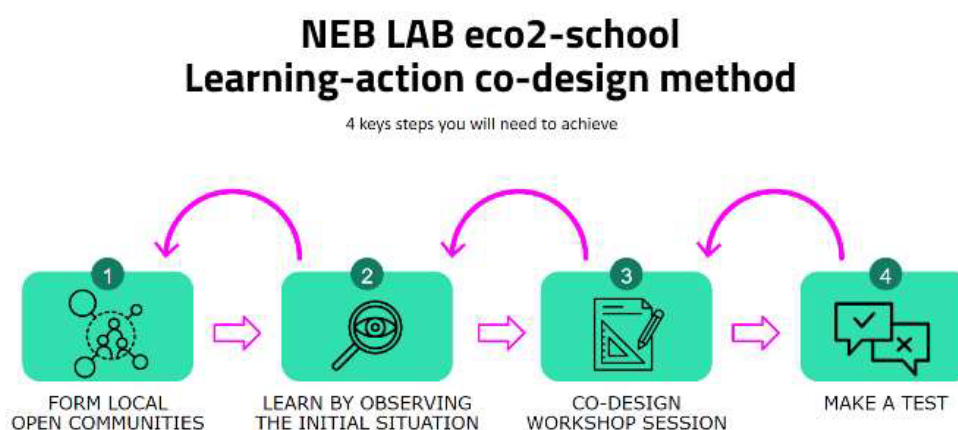 NEB LAB eco2-school
Learning-action co-design method
4 keys steps you will need to achieve
1
2
3
4
FORM LOCAL
OPEN COMMUNITIES
LEARN BY OBSERVING
THE INITIAL SITUATION
CO-DESIGN
WORKSHOP SESSION
MAKE A TEST